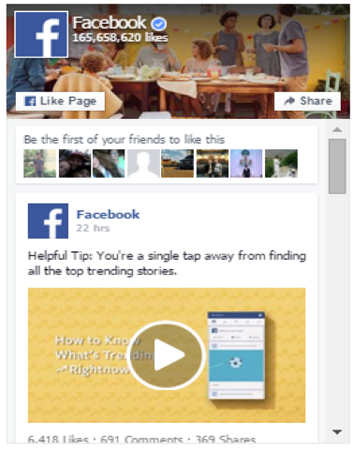 Facebook
165,658,620 likes
Like Page
Share
Be the first of your friends to like this
Facebook
22 hrs
Helpful Tip: You're a single tap away from finding
all the top trending stories.
How to Know
What's Trending
Rightnow
6,418 Likes · 691 Comments · 369 Shares